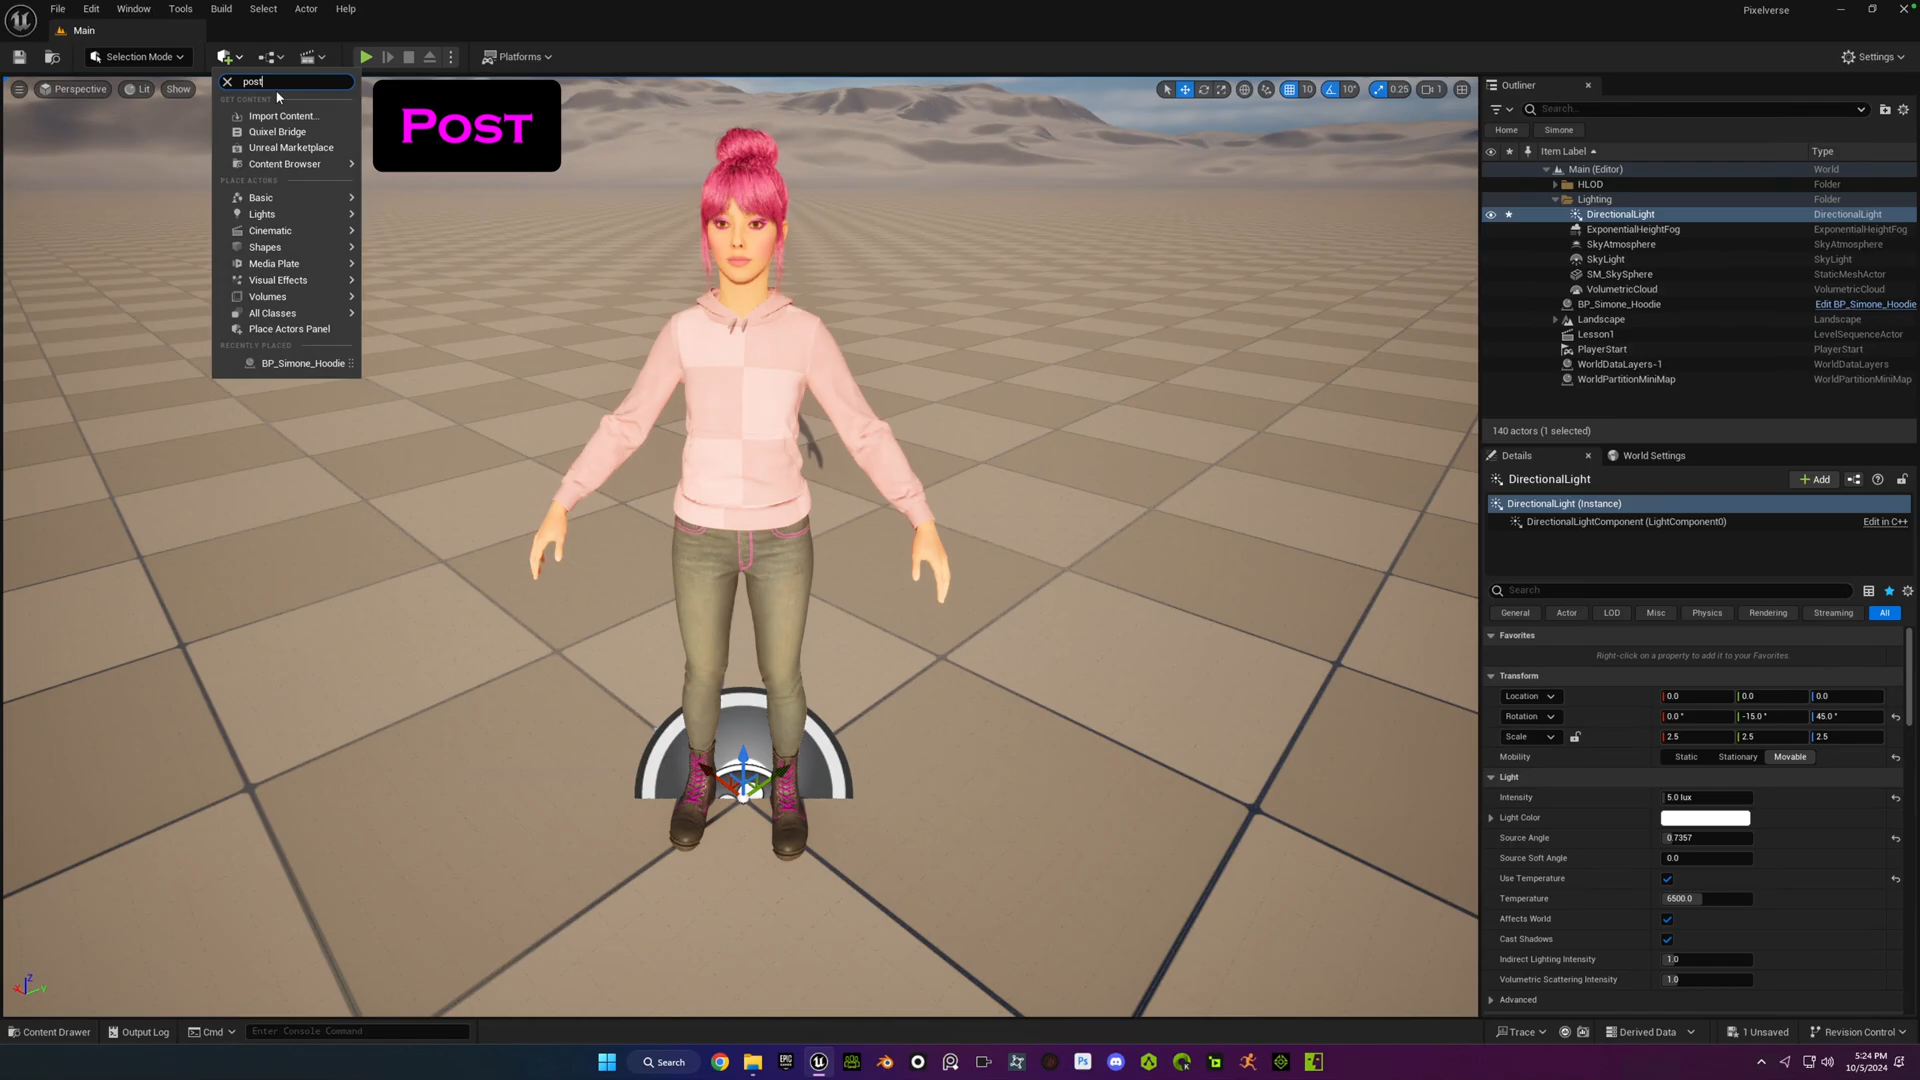 File Edit Window Tools Build Select Actor Help
Pixelverse
Main
Selection Mode
Platforms
Settings
post
Perspective
Lit
Show
10
10°
0.25
1
GET CONTENT
Import Content...
Quixel Bridge
Unreal Marketplace
Content Browser
PLACE ACTORS
Basic
Lights
Cinematic
Shapes
Media Plate
Visual Effects
Volumes
All Classes
Place Actors Panel
RECENTLY PLACED
BP_Simone_Hoodie
POST
Outliner
Search...
Home Simone
Item Label Type
Main (Editor) World
HLOD Folder
Lighting Folder
DirectionalLight DirectionalLight
ExponentialHeightFog ExponentialHeightFog
SkyAtmosphere SkyAtmosphere
SkyLight SkyLight
SM_SkySphere StaticMeshActor
VolumetricCloud VolumetricCloud
BP_Simone_Hoodie Edit BP_Simone_Hoodie
Landscape Landscape
Lesson1 LevelSequenceActor
PlayerStart PlayerStart
WorldDataLayers-1 WorldDataLayers
WorldPartitionMiniMap WorldPartitionMiniMap
140 actors (1 selected)
Details World Settings
DirectionalLight
Add
DirectionalLight (Instance)
DirectionalLightComponent (LightComponent0) Edit in C++
Search
General Actor LOD Misc Physics Rendering Streaming All
Favorites
Right-click on a property to add it to your Favorites.
Transform
Location 0.0 0.0 0.0
Rotation 0.0 ° -15.0 ° 45.0 °
Scale 2.5 2.5 2.5
Mobility Static Stationary Movable
Light
Intensity 5.0 lux
Light Color
Source Angle 0.7357
Source Soft Angle 0.0
Use Temperature
Temperature 6500.0
Affects World
Cast Shadows
Indirect Lighting Intensity 1.0
Volumetric Scattering Intensity 1.0
Advanced
Z
X
Y
Content Drawer Output Log Cmd Enter Console Command
Trace Derived Data 1 Unsaved Revision Control
Search
5:24 PM
10/5/2024